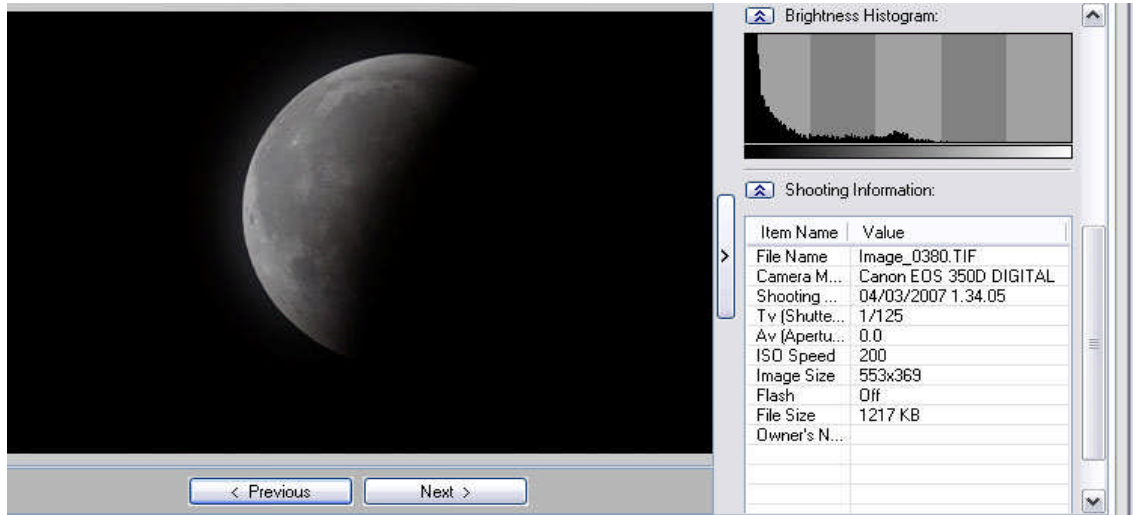 Brightness Histogram:
Shooting Information:
Item Name Value
File Name Image_0380.TIF
Camera M... Canon EOS 350D DIGITAL
Shooting ... 04/03/2007 1.34.05
Tv (Shutte... 1/125
Av (Apertu... 0.0
ISO Speed 200
Image Size 553x369
Flash Off
File Size 1217 KB
Owner's N...
< Previous Next >